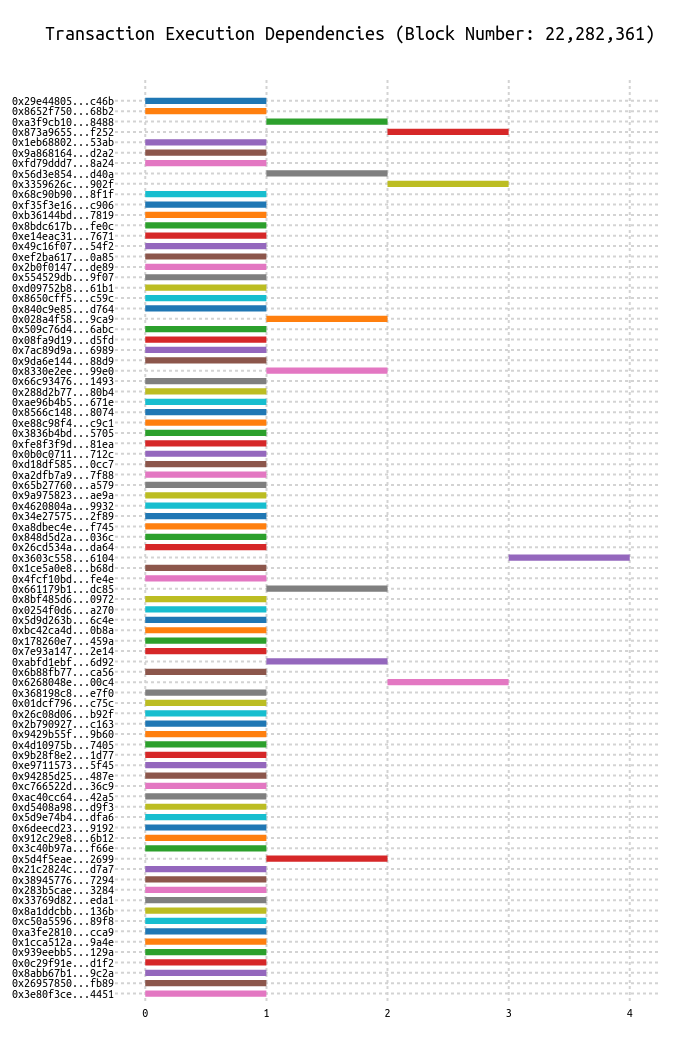 Transaction Execution Dependencies (Block Number: 22,282,361)
0x29e44805...c46b
0x8652f750...68b2
0xa3f9cb10...8488
0x873a9655...f252
0x1eb68802...53ab
0x9a868164...d2a2
0xfd79ddd7...8a24
0x56d3e854...d40a
0x3359626c...902f
0x68c90b90...8f1f
0xf35f3e16...c906
0xb36144bd...7819
0x8bdc617b...fe0c
0xe14eac31...7671
0x49c16f07...54f2
0xef2ba617...0a85
0x2b0f0147...de89
0x554529db...9f07
0xd09752b8...61b1
0x8650cff5...c59c
0x840c9e85...d764
0x028a4f58...9ca9
0x509c76d4...6abc
0x08fa9d19...d5fd
0x7ac89d9a...6989
0x9da6e144...88d9
0x8330e2ee...99e0
0x66c93476...1493
0x288d2b77...80b4
0xae96b4b5...671e
0x8566c148...8074
0xe88c98f4...c9c1
0x3836b4bd...5705
0xfe8f3f9d...81ea
0x0b0c0711...712c
0xd18df585...0cc7
0xa2dfb7a9...7f88
0x65b27760...a579
0x9a975823...ae9a
0x4620804a...9932
0x34e27575...2f89
0xa8dbec4e...f745
0x848d5d2a...036c
0x26cd534a...da64
0x3603c558...6104
0x1ce5a0e8...b68d
0x4fcf10bd...fe4e
0x661179b1...dc85
0x8bf485d6...0972
0x0254f0d6...a270
0x5d9d263b...6c4e
0xbc42ca4d...0b8a
0x178260e7...459a
0x7e93a147...2e14
0xabfd1ebf...6d92
0x6b88fb77...ca56
0x6268048e...00c4
0x368198c8...e7f0
0x01dcf796...c75c
0x26c08d06...b92f
0x2b790927...c163
0x9429b55f...9b60
0x4d10975b...7405
0x9b28f8e2...1d77
0xe9711573...5f45
0x94285d25...487e
0xc766522d...36c9
0xac40cc64...42a5
0xd5408a98...d9f3
0x5d9e74b4...dfa6
0x6deecd23...9192
0x912c29e8...6b12
0x3c40b97a...f66e
0x5d4f5eae...2699
0x21c2824c...d7a7
0x38945776...7294
0x283b5cae...3284
0x33769d82...eda1
0x8a1ddcbb...136b
0xc50a5596...89f8
0xa3fe2810...cca9
0x1cca512a...9a4e
0x939eebb5...129a
0x0c29f91e...d1f2
0x8abb67b1...9c2a
0x26957850...fb89
0x3e80f3ce...4451
0 1 2 3 4